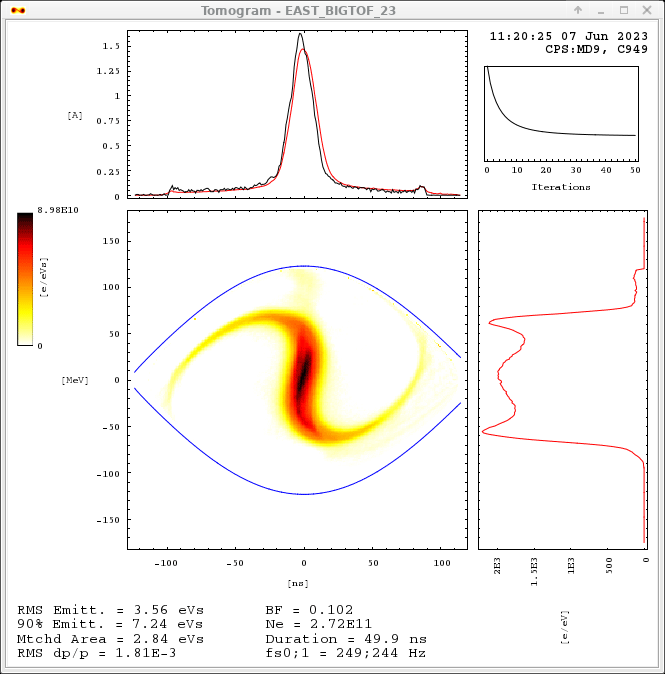 Tomogram - EAST_BIGTOF_23
11:20:25 07 Jun 2023
CPS:MD9, C949
1.5
1.25
1
[A]
0.75
0.5
0.25
0
0 10 20 30 40 50
Iterations
8.98E10
[e/eVs]
0
150
100
50
[MeV]
0
-50
-100
-150
-100 -50 0 50 100
[ns]
2E3 1.5E3 1E3 500 0
[e/eV]
RMS Emitt. = 3.56 eVs
90% Emitt. = 7.24 eVs
Mtchd Area = 2.84 eVs
RMS dp/p = 1.81E-3
BF = 0.102
Ne = 2.72E11
Duration = 49.9 ns
fs0;1 = 249;244 Hz